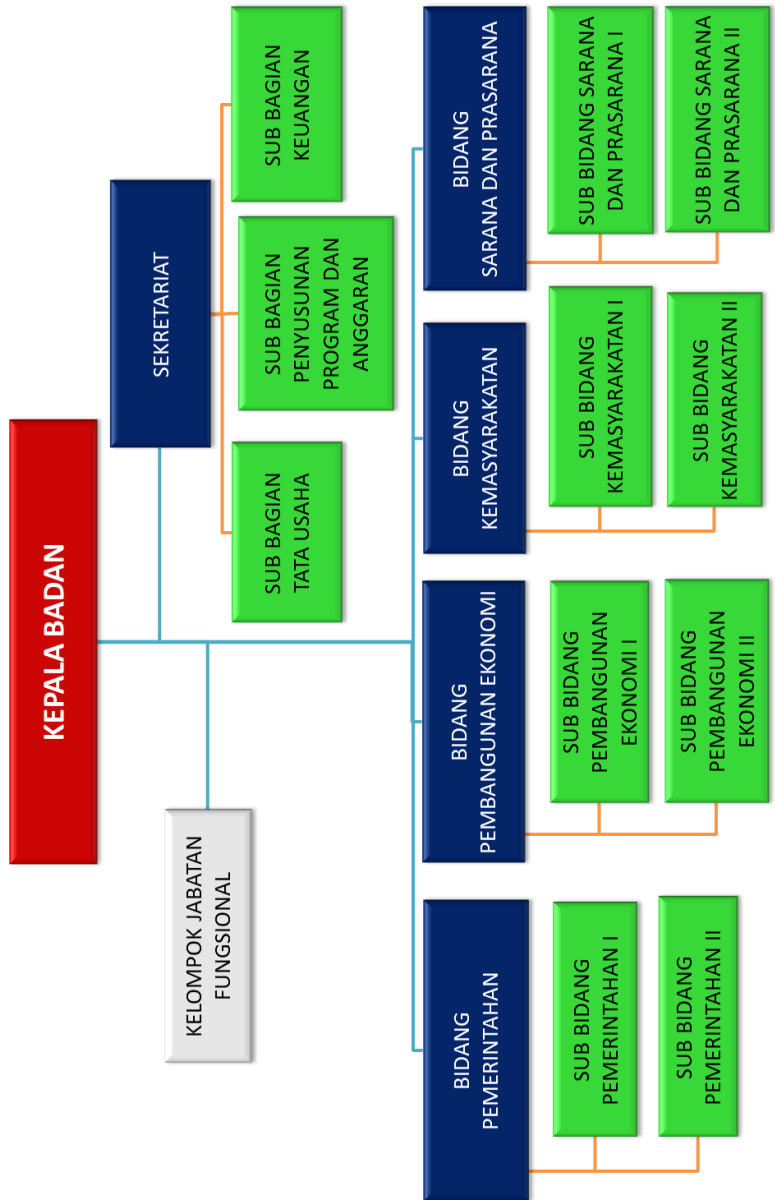 KEPALA BADAN
KELOMPOK JABATAN
FUNGSIONAL
SEKRETARIAT
SUB BAGIAN
TATA USAHA
SUB BAGIAN
PENYUSUNAN
PROGRAM DAN
ANGGARAN
SUB BAGIAN
KEUANGAN
BIDANG
PEMERINTAHAN
SUB BIDANG
PEMERINTAHAN I
SUB BIDANG
PEMERINTAHAN II
BIDANG
PEMBANGUNAN EKONOMI
SUB BIDANG
PEMBANGUNAN
EKONOMI I
SUB BIDANG
PEMBANGUNAN
EKONOMI II
BIDANG
KEMASYARAKATAN
SUB BIDANG
KEMASYARAKATAN I
SUB BIDANG
KEMASYARAKATAN II
BIDANG
SARANA DAN PRASARANA
SUB BIDANG SARANA
DAN PRASARANA I
SUB BIDANG SARANA
DAN PRASARANA II